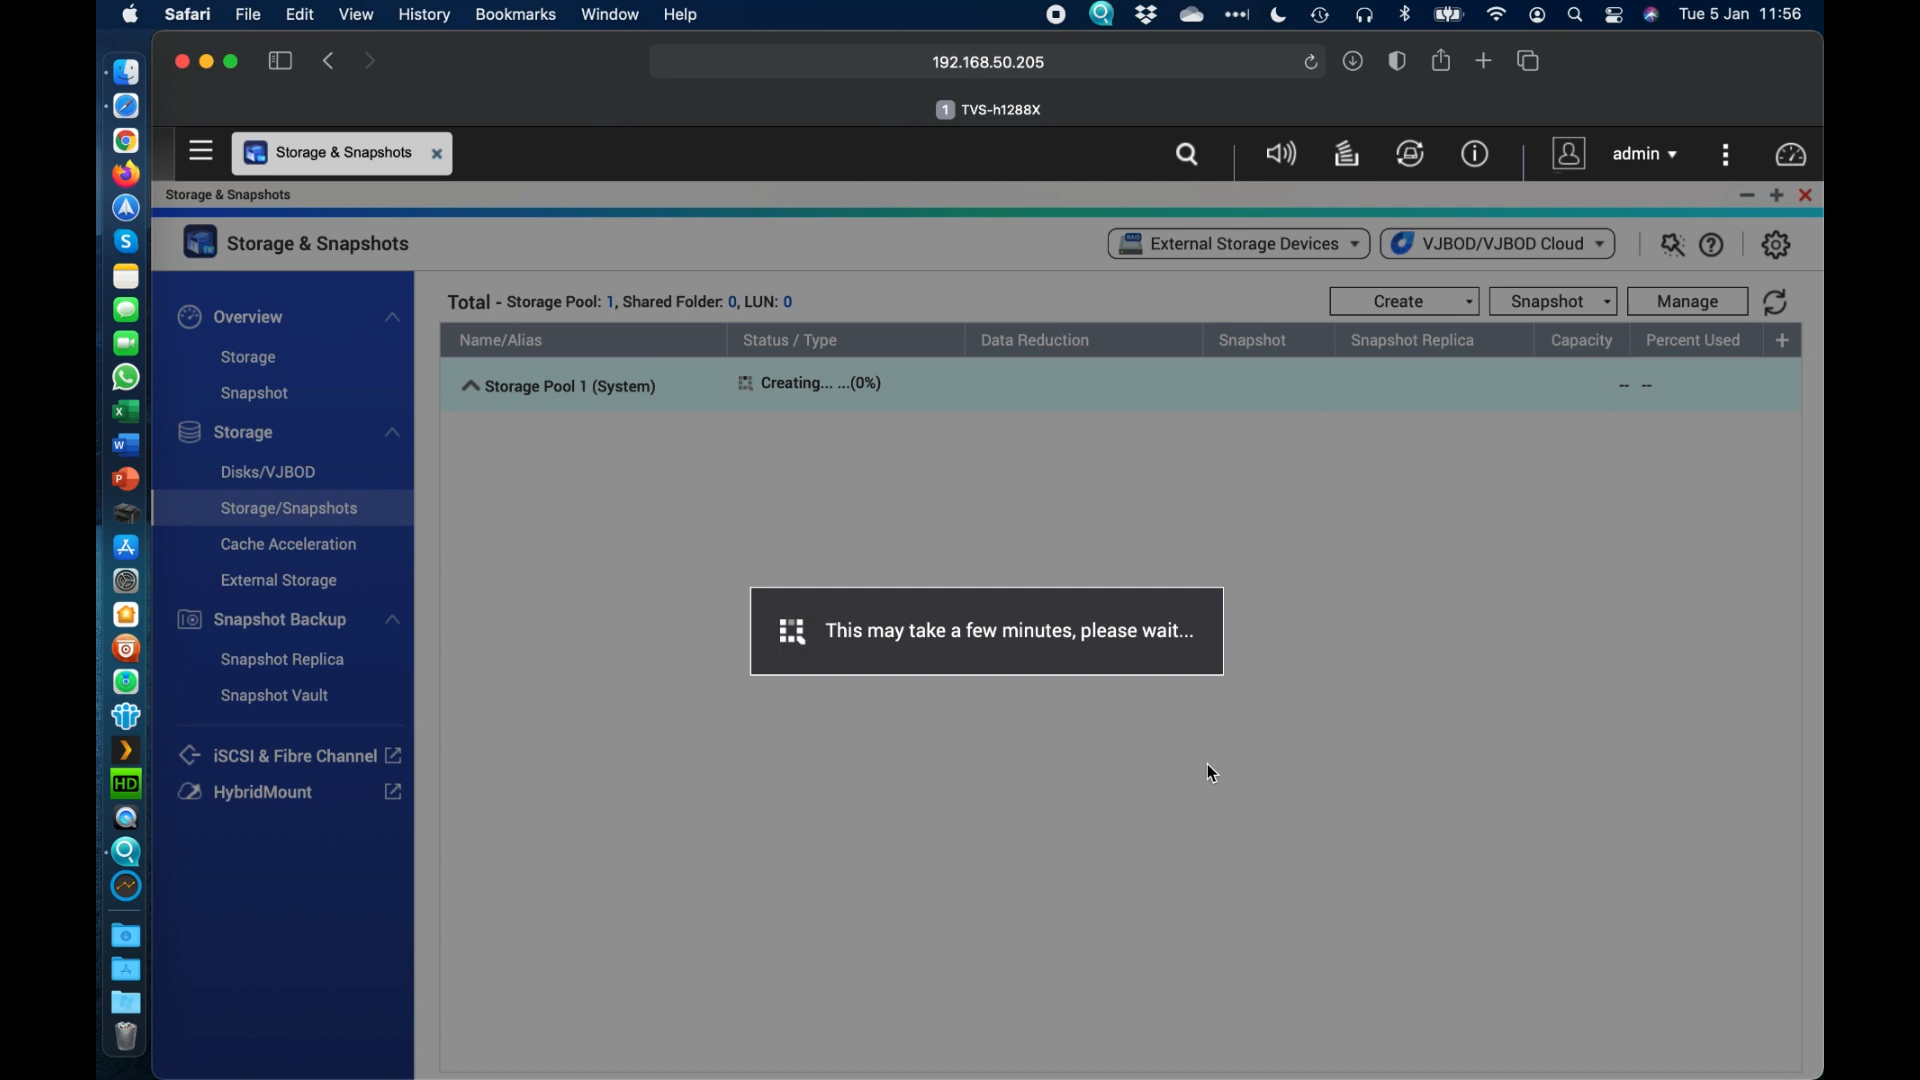 Safari File Edit View History Bookmarks Window Help Tue 5 Jan 11:56
192.168.50.205
1 TVS-h1288X
Storage & Snapshots admin
Storage & Snapshots
Storage & Snapshots External Storage Devices VJBOD/VJBOD Cloud
Overview
Storage
Snapshot
Storage
Disks/VJBOD
Storage/Snapshots
Cache Acceleration
External Storage
Snapshot Backup
Snapshot Replica
Snapshot Vault
iSCSI & Fibre Channel
HybridMount
Total - Storage Pool: 1, Shared Folder: 0, LUN: 0 Create Snapshot Manage
Name/Alias Status / Type Data Reduction Snapshot Snapshot Replica Capacity Percent Used
Storage Pool 1 (System) Creating... ...(0%) -- --
This may take a few minutes, please wait...
HD